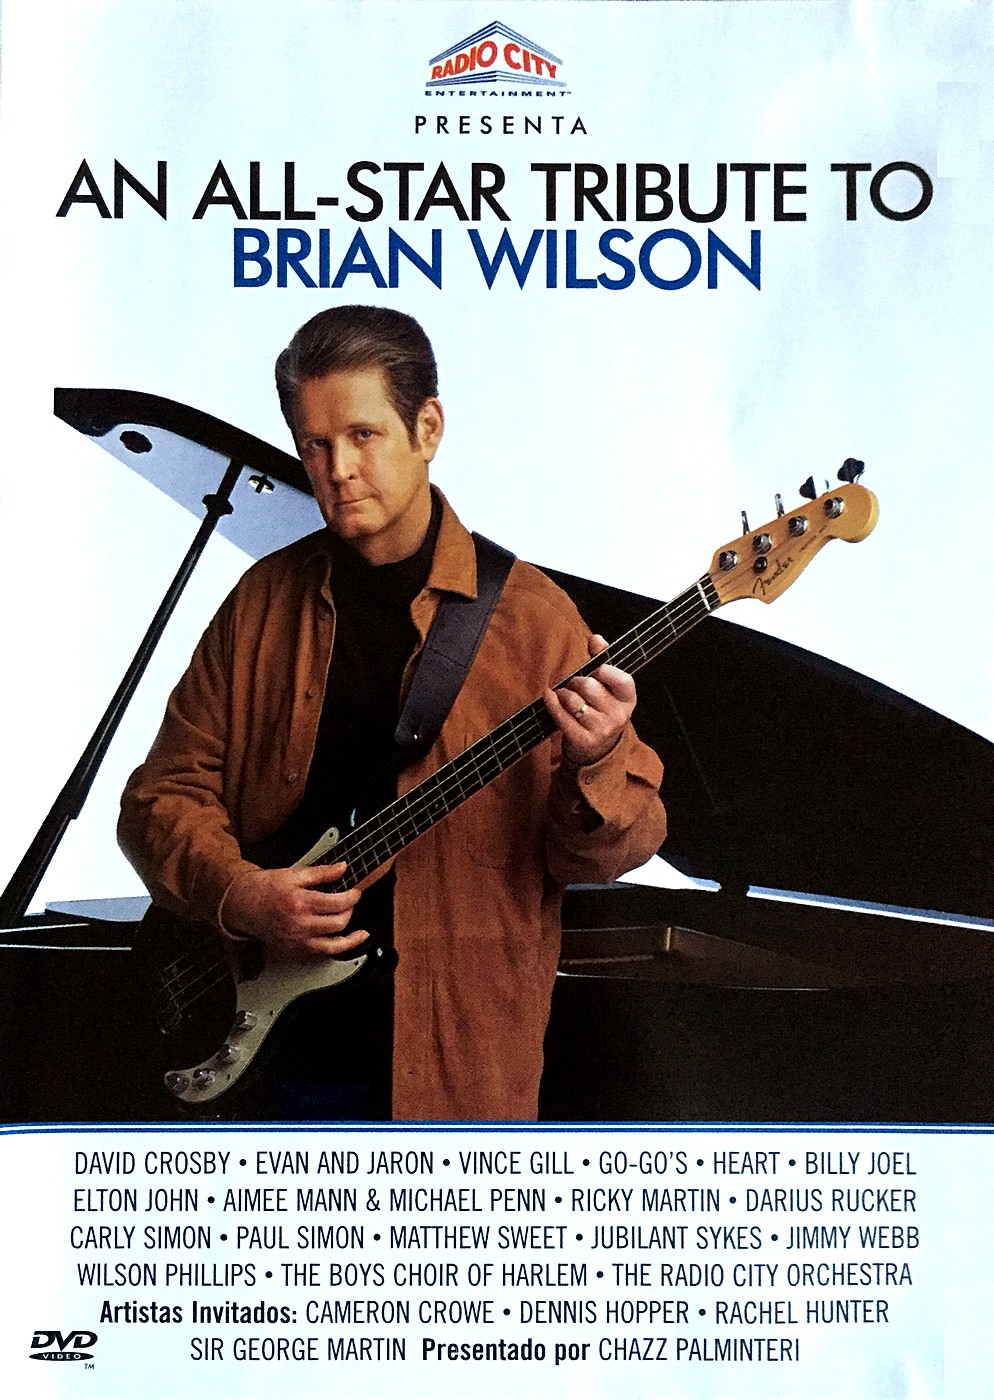 RADIO CITY
ENTERTAINMENT™
PRESENTA
AN ALL-STAR TRIBUTE TO
BRIAN WILSON
Fender
DAVID CROSBY • EVAN AND JARON • VINCE GILL • GO-GO'S • HEART • BILLY JOEL
ELTON JOHN • AIMEE MANN & MICHAEL PENN • RICKY MARTIN • DARIUS RUCKER
CARLY SIMON • PAUL SIMON • MATTHEW SWEET • JUBILANT SYKES • JIMMY WEBB
WILSON PHILLIPS • THE BOYS CHOIR OF HARLEM • THE RADIO CITY ORCHESTRA
Artistas Invitados: CAMERON CROWE • DENNIS HOPPER • RACHEL HUNTER
SIR GEORGE MARTIN Presentado por CHAZZ PALMINTERI
DVD
VIDEO
™